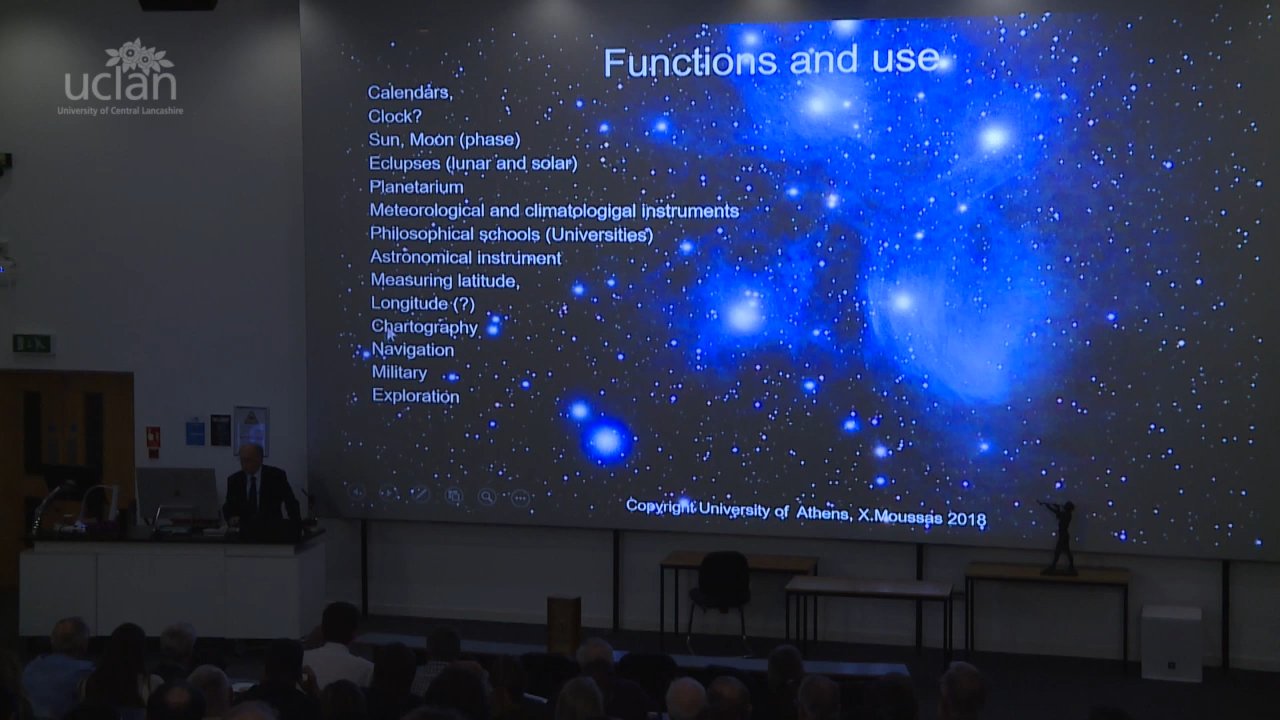 uclan
University of Central Lancashire
Functions and use
Calendars,
Clock?
Sun, Moon (phase)
Eclupses (lunar and solar)
Planetarium
Meteorological and climatologigal instruments
Philosophical schools (Universities)
Astronomical instrument
Measuring latitude,
Longitude (?)
Chartography
Navigation
Military
Exploration
Copyright University of Athens, X.Moussas 2018